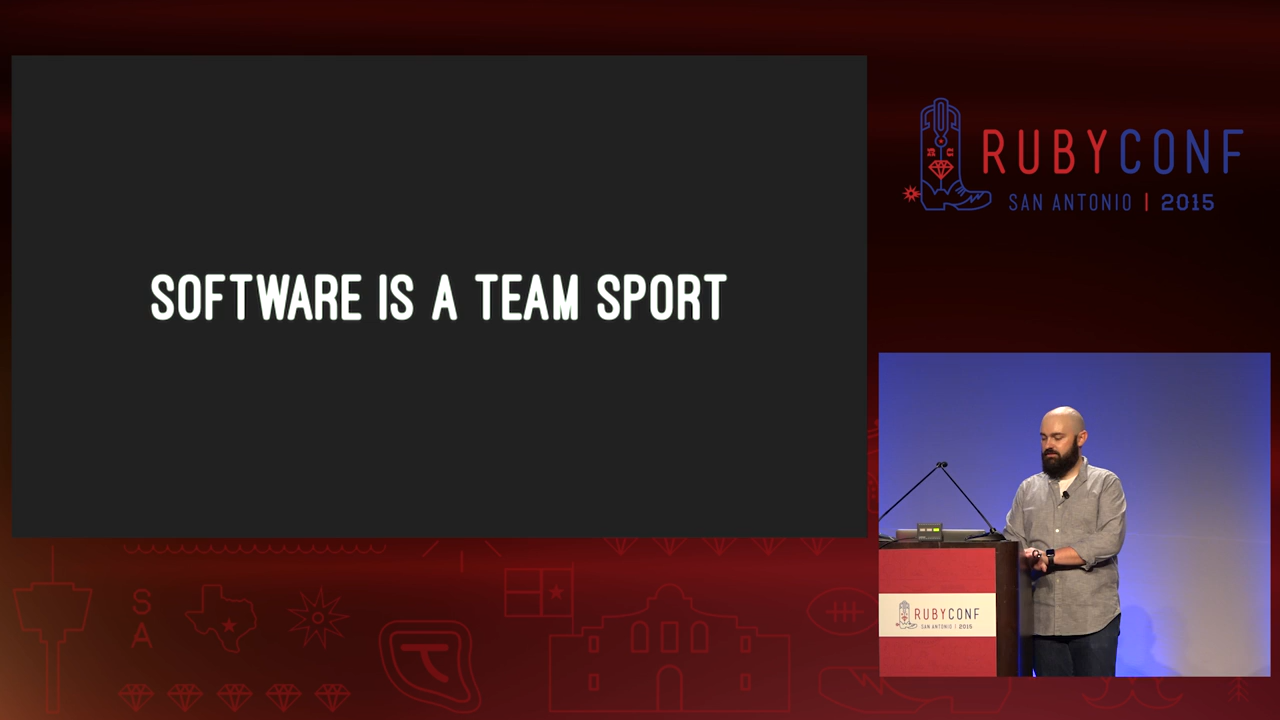 SOFTWARE IS A TEAM SPORT
RUBYCONF
SAN ANTONIO | 2015
S
A
RUBYCONF
SAN ANTONIO | 2015